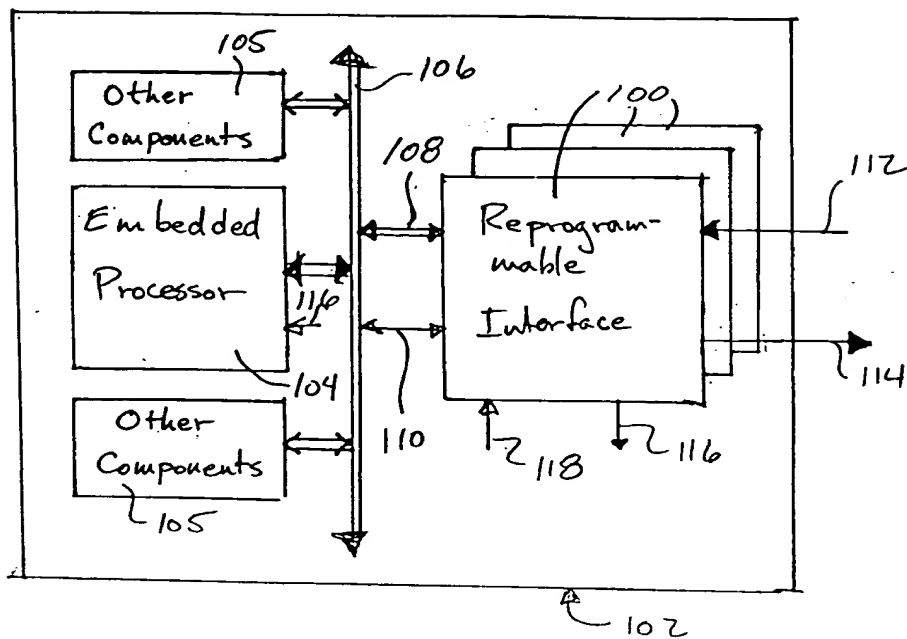 105
Other
Components
106
100
108
112
Embedded
Processor
116
104
Reprogram-
mable
Interface
114
110
118
116
Other
Components
105
102